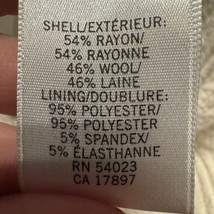 SHELL/EXTÉRIEUR:
54% RAYON/
54% RAYONNE
46% WOOL/
46% LAINE
LINING/DOUBLURE:
95% POLYESTER/
95% POLYESTER
5% SPANDEX/
5% ÉLASTHANNE
RN 54023
CA 17897